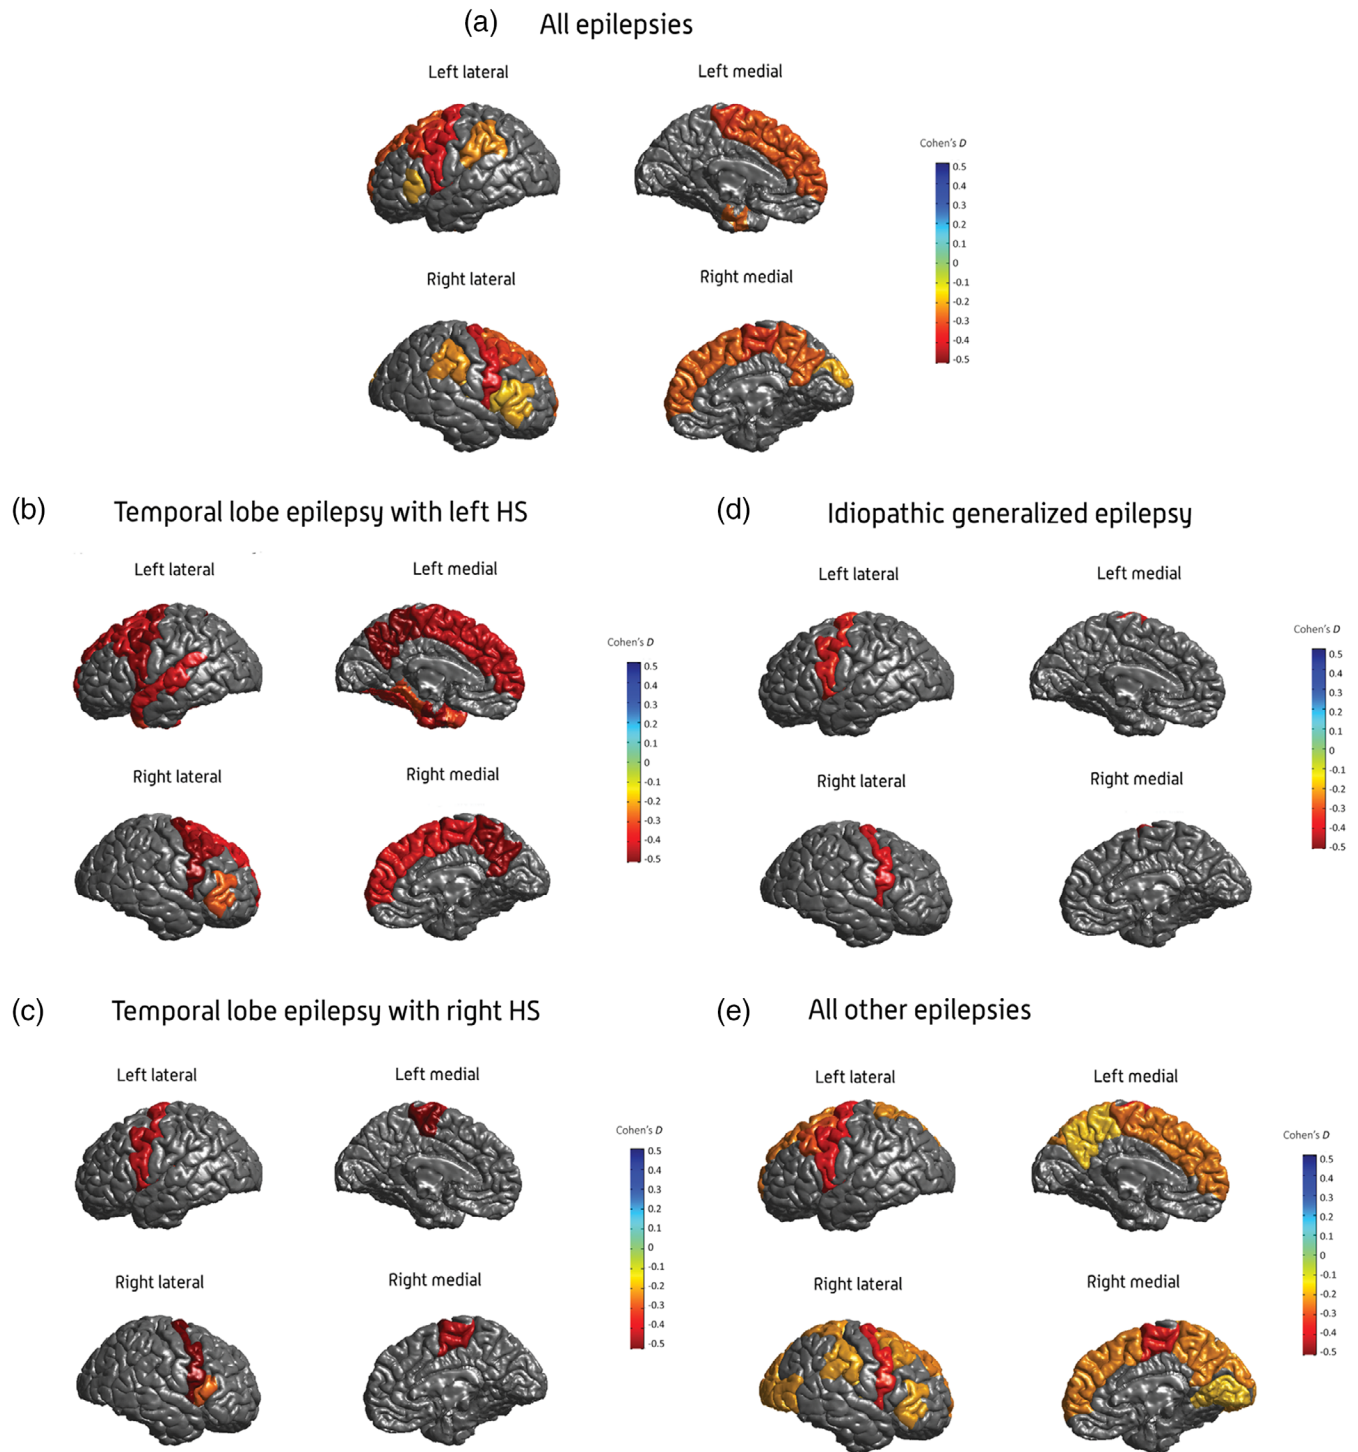 (a) All epilepsies
Left lateral
Left medial
Cohen's D
0.5
0.4
0.3
0.2
0.1
0
-0.1
-0.2
-0.3
-0.4
-0.5
Right lateral
Right medial
(b) Temporal lobe epilepsy with left HS
Left lateral
Left medial
Cohen's D
0.5
0.4
0.3
0.2
0.1
0
-0.1
-0.2
-0.3
-0.4
-0.5
Right lateral
Right medial
(d) Idiopathic generalized epilepsy
Left lateral
Left medial
Cohen's D
0.5
0.4
0.3
0.2
0.1
0
-0.1
-0.2
-0.3
-0.4
-0.5
Right lateral
Right medial
(c) Temporal lobe epilepsy with right HS
Left lateral
Left medial
Cohen's D
0.5
0.4
0.3
0.2
0.1
0
-0.1
-0.2
-0.3
-0.4
-0.5
Right lateral
Right medial
(e) All other epilepsies
Left lateral
Left medial
Cohen's D
0.5
0.4
0.3
0.2
0.1
0
-0.1
-0.2
-0.3
-0.4
-0.5
Right lateral
Right medial